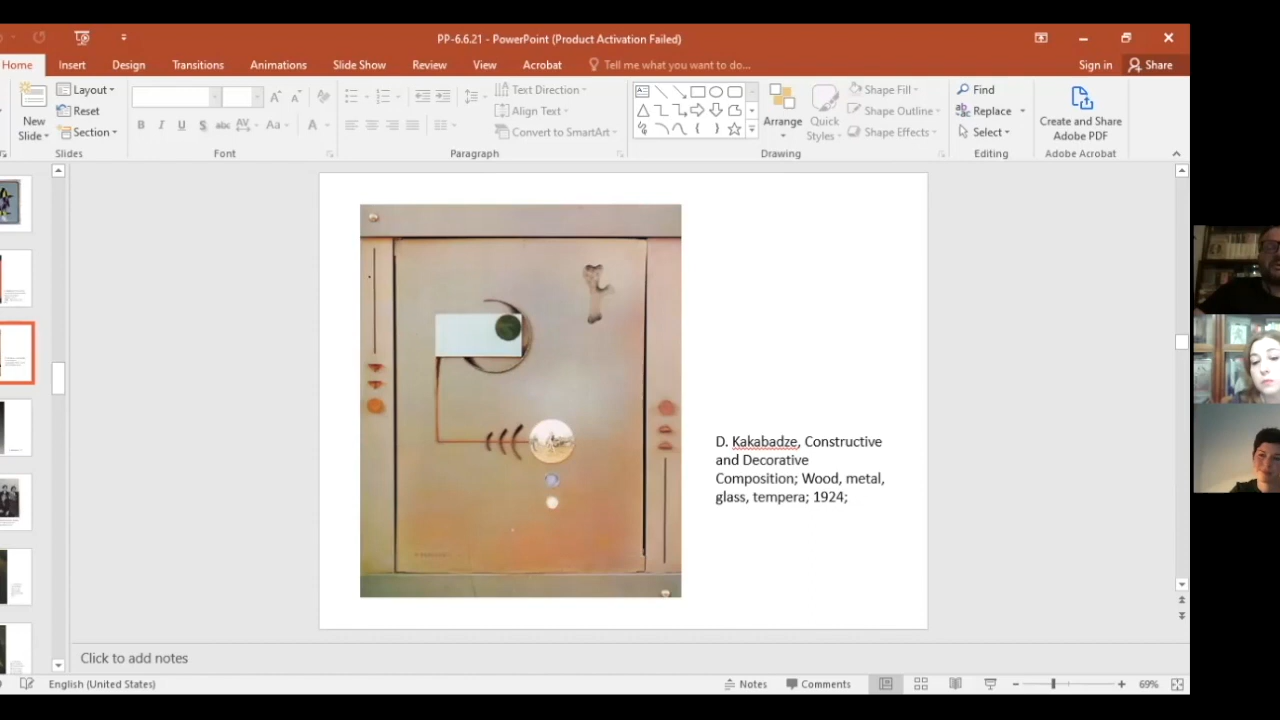 PP-6.6.21 - PowerPoint (Product Activation Failed)
Home Insert Design Transitions Animations Slide Show Review View Acrobat Tell me what you want to do... Sign in Share
New Slide
Layout
Reset
Section
Slides
B I U S abc AV Aa A
Font
Text Direction
Align Text
Convert to SmartArt
Paragraph
Arrange
Quick Styles
Shape Fill
Shape Outline
Shape Effects
Drawing
Find
Replace
Select
Editing
Create and Share
Adobe PDF
Adobe Acrobat
D. Kakabadze, Constructive
and Decorative
Composition; Wood, metal,
glass, tempera; 1924;
Click to add notes
English (United States) Notes Comments 69%